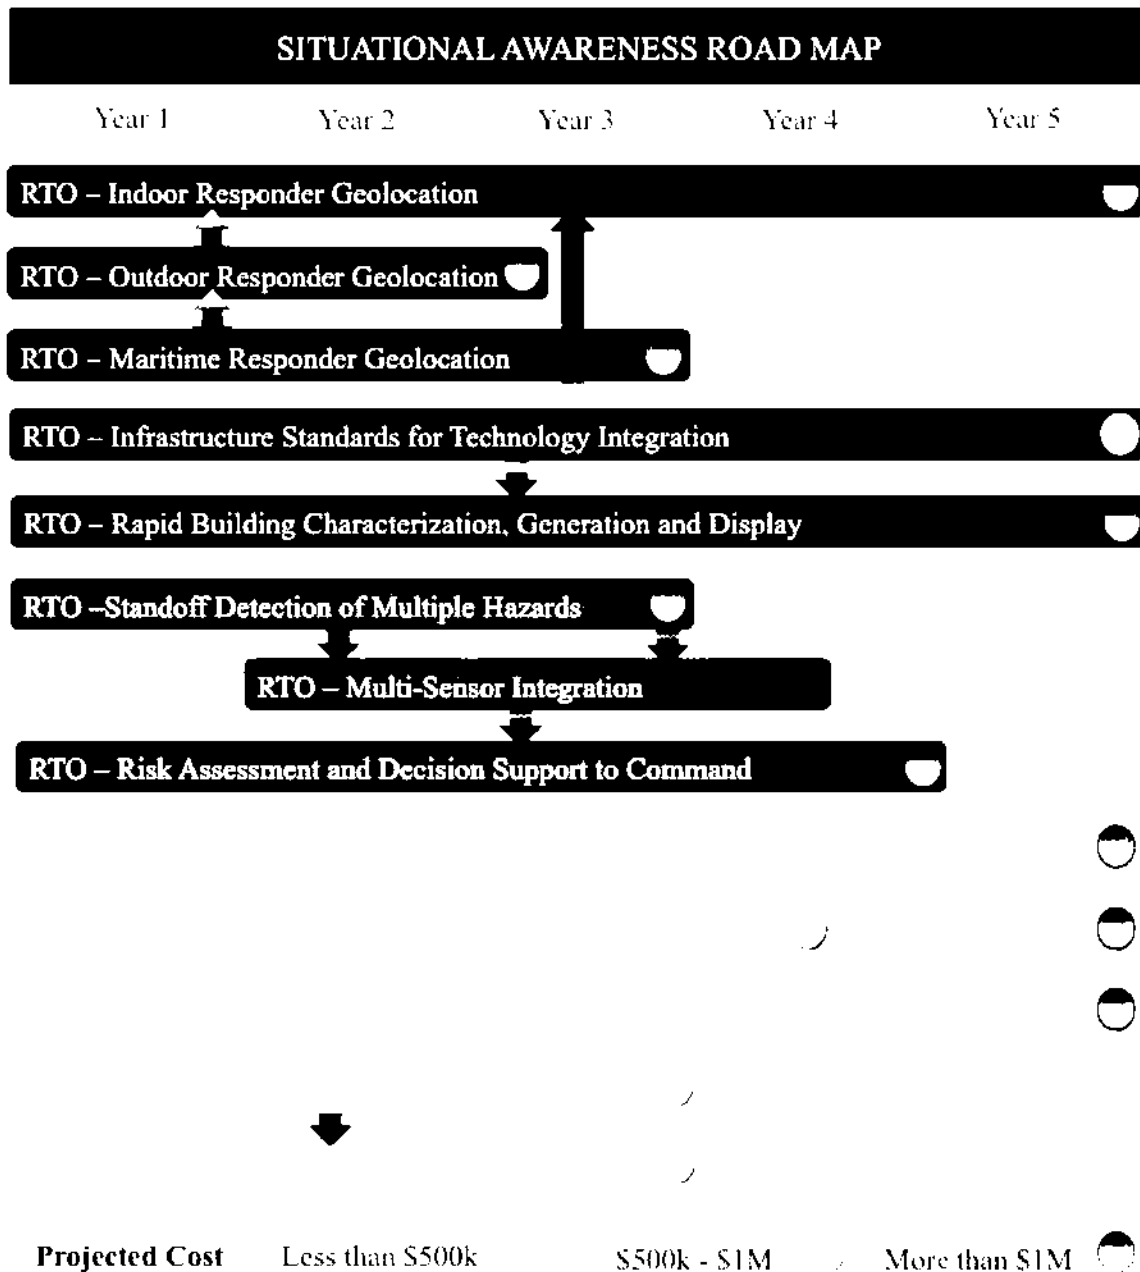 SITUATIONAL AWARENESS ROAD MAP
Year 1 Year 2 Year 3 Year 4 Year 5
RTO – Indoor Responder Geolocation
RTO – Outdoor Responder Geolocation
RTO – Maritime Responder Geolocation
RTO – Infrastructure Standards for Technology Integration
RTO – Rapid Building Characterization, Generation and Display
RTO –Standoff Detection of Multiple Hazards
RTO – Multi-Sensor Integration
RTO – Risk Assessment and Decision Support to Command
Projected Cost Less than $500k $500k - $1M More than $1M